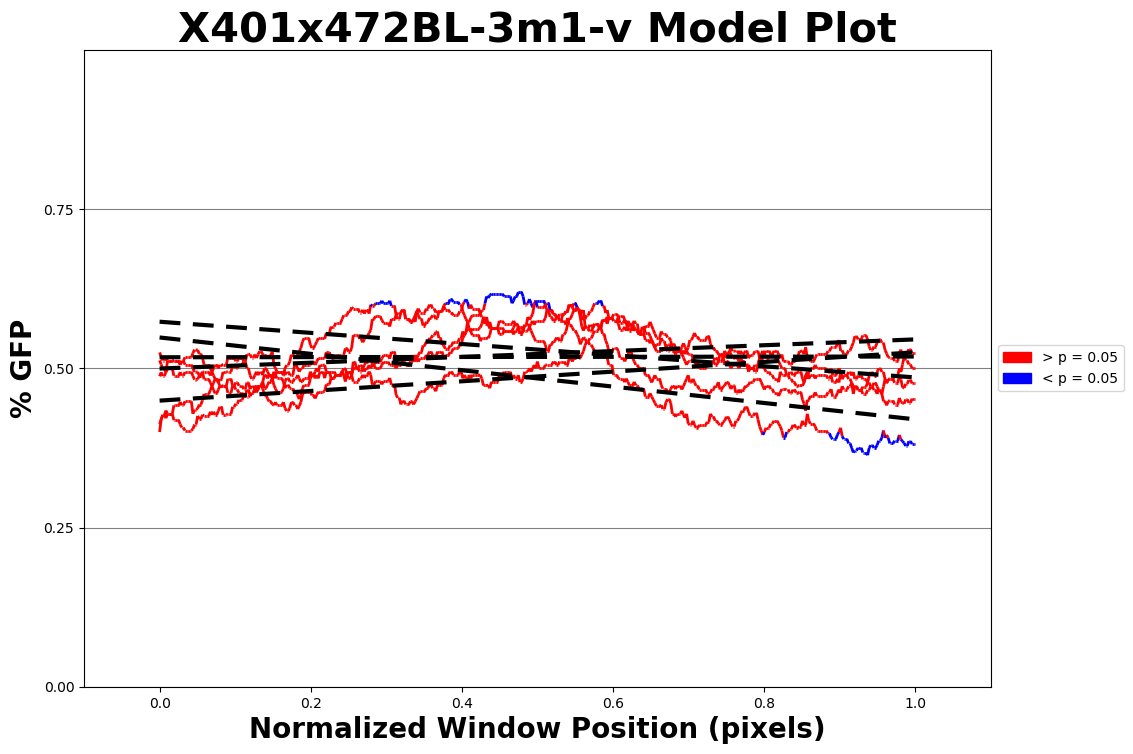 X401x472BL-3m1-v Model Plot
% GFP
0.75
0.50
0.25
0.00
0.0 0.2 0.4 0.6 0.8 1.0
Normalized Window Position (pixels)
> p = 0.05
< p = 0.05